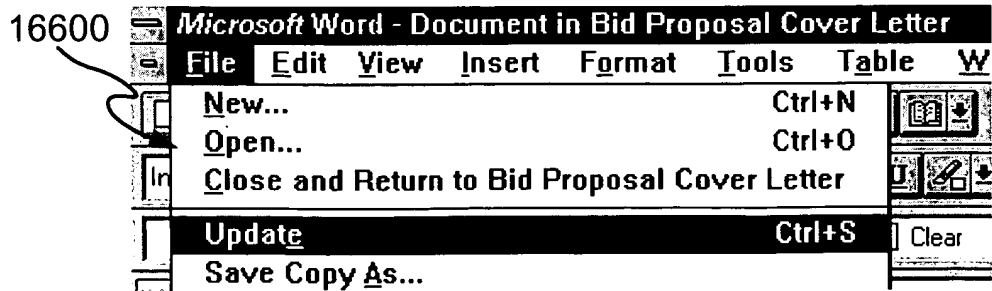 16600
Microsoft Word - Document in Bid Proposal Cover Letter
File Edit View Insert Format Tools Table W
New... Ctrl+N
Open... Ctrl+O
In Close and Return to Bid Proposal Cover Letter U
Update Ctrl+S Clear
Save Copy As...